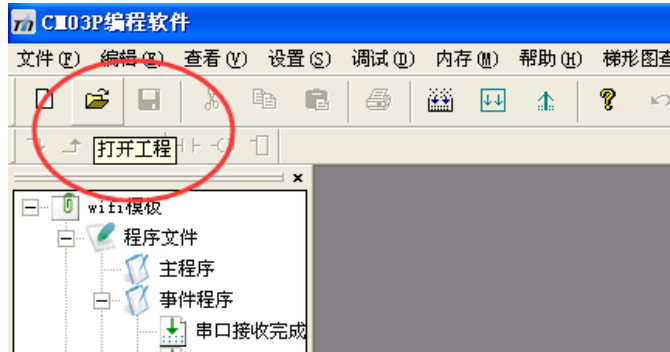 CM03P编程软件
文件(F) 编辑(E) 查看(V) 设置(S) 调试(D) 内存(M) 帮助(H) 梯形图查
打开工程
wifi模板
程序文件
主程序
事件程序
串口接收完成